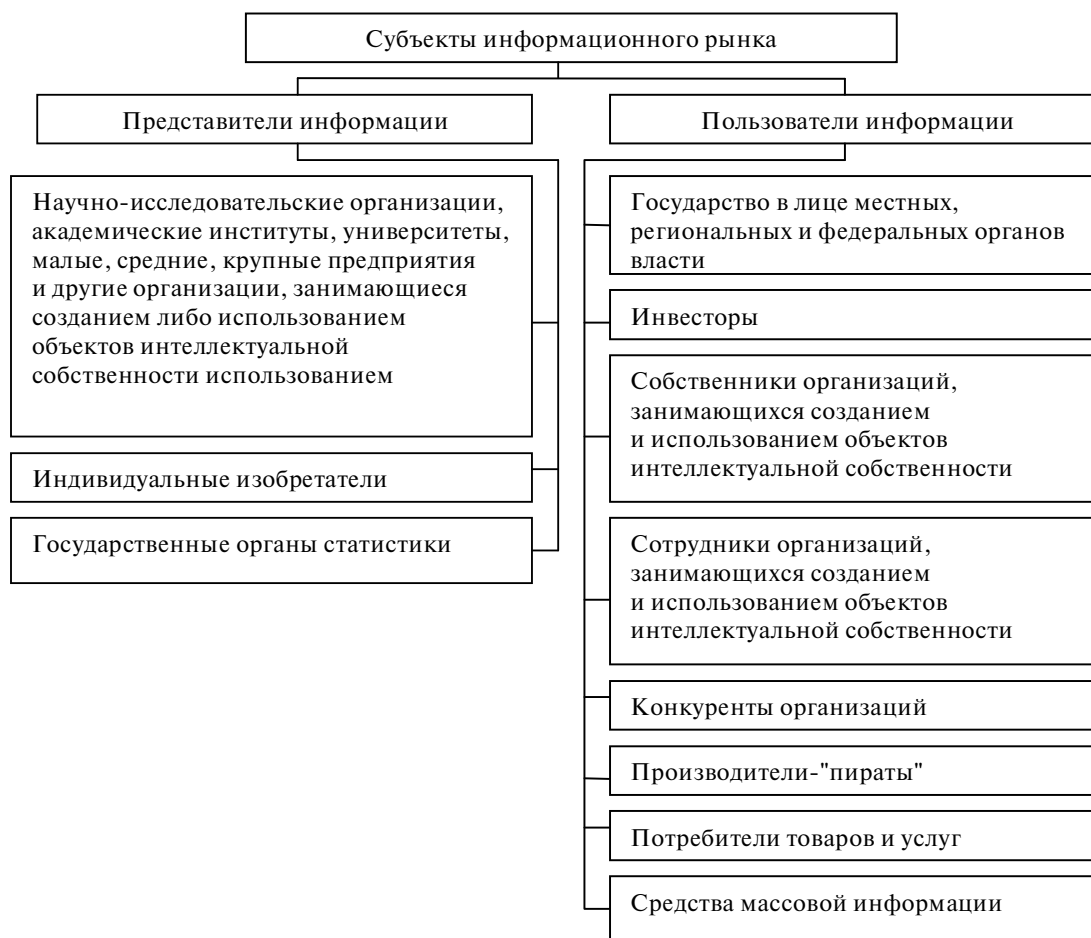 Субъекты информационного рынка
Представители информации
Научно-исследовательские организации,
академические институты, университеты,
малые, средние, крупные предприятия
и другие организации, занимающиеся
созданием либо использованием
объектов интеллектуальной
собственности использованием
Индивидуальные изобретатели
Государственные органы статистики
Пользователи информации
Государство в лице местных,
региональных и федеральных органов
власти
Инвесторы
Собственники организаций,
занимающихся созданием
и использованием объектов
интеллектуальной собственности
Сотрудники организаций,
занимающихся созданием
и использованием объектов
интеллектуальной собственности
Конкуренты организаций
Производители-"пираты"
Потребители товаров и услуг
Средства массовой информации